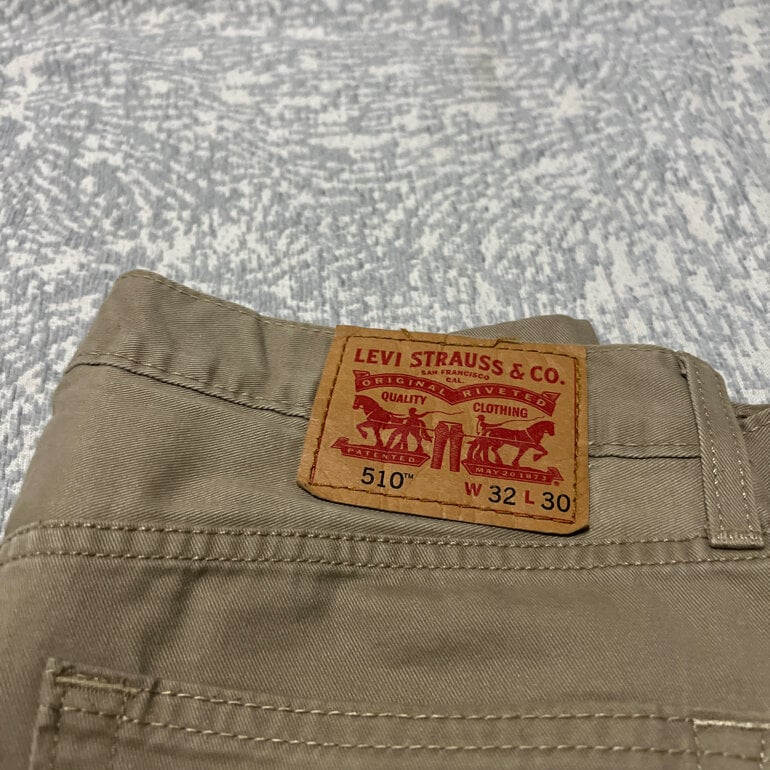 LEVI STRAUSS & CO.
SAN FRANCISCO
CAL.
ORIGINAL RIVETED
QUALITY CLOTHING
PATENTED MAY 20 1873
510™ W 32 L 30
®